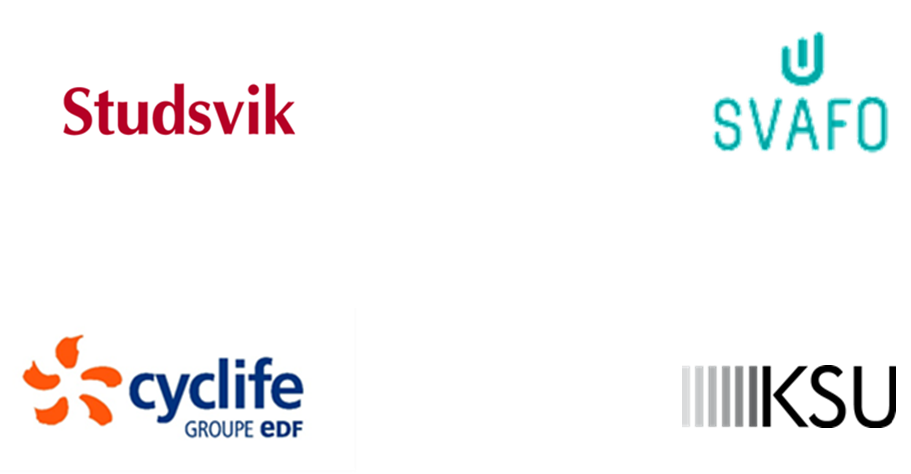 Studsvik
SVAFO
cyclife
GROUPE eDF
KSU